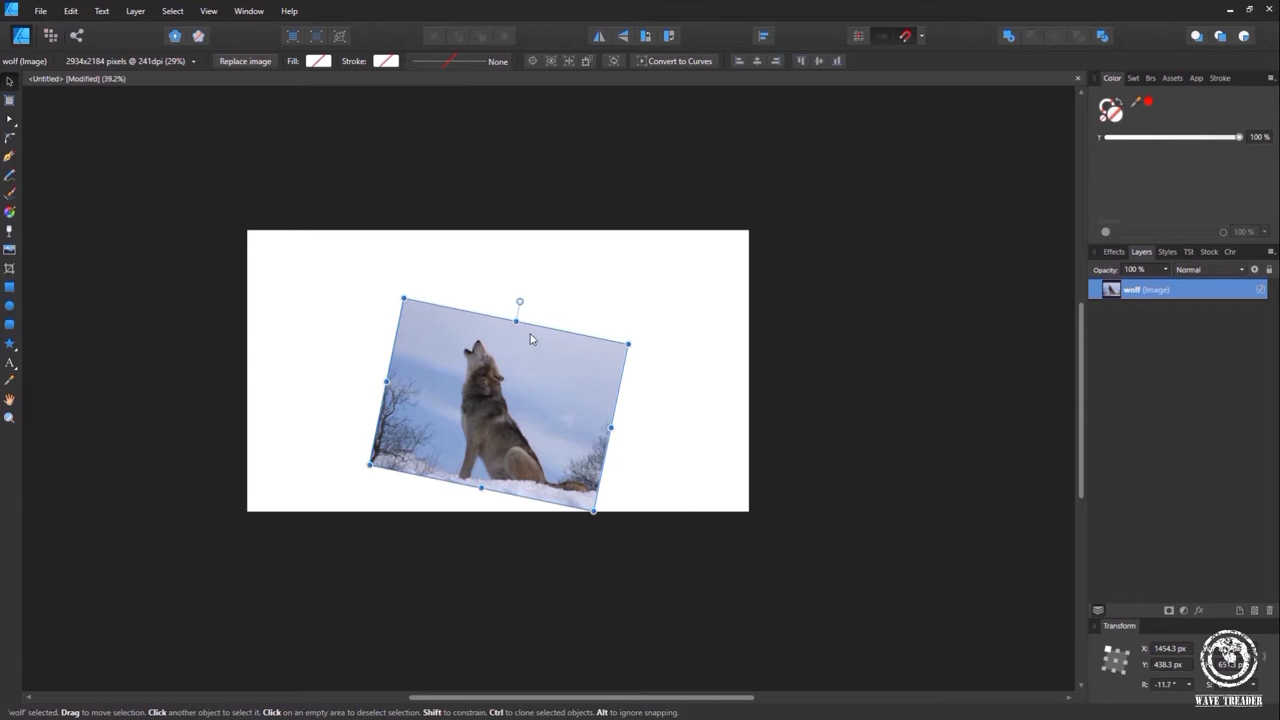 File Edit Text Layer Select View Window Help
wolf (Image) 2934x2184 pixels @ 241dpi (29%) Replace image Fill: Stroke: None Convert to Curves
<Untitled> [Modified] (39.2%)
Color Swt Brs Assets App Stroke
T 100 %
Opacity 100 %
Effects Layers Styles TSt Stock Chr
Opacity: 100 % Normal
wolf (Image)
Transform
X: 1454.3 px
Y: 438.3 px
R: -11.7 °
S:
WAVE TREADER
'wolf' selected. Drag to move selection. Click another object to select it. Click on an empty area to deselect selection. Shift to constrain. Ctrl to clone selected objects. Alt to ignore snapping.